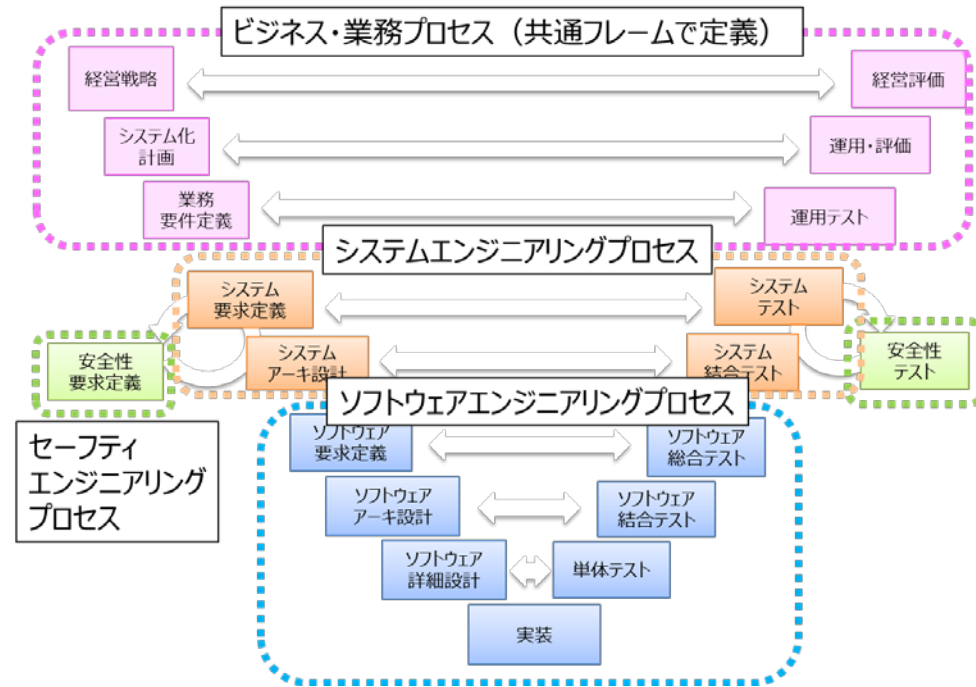 ビジネス・業務プロセス（共通フレームで定義）
経営戦略
経営評価
システム化
計画
運用・評価
業務
要件定義
運用テスト
システムエンジニアリングプロセス
システム
要求定義
システム
テスト
安全性
要求定義
システム
アーキ設計
システム
結合テスト
安全性
テスト
ソフトウェアエンジニアリングプロセス
セーフティ
エンジニアリング
プロセス
ソフトウェア
要求定義
ソフトウェア
総合テスト
ソフトウェア
アーキ設計
ソフトウェア
結合テスト
ソフトウェア
詳細設計
単体テスト
実装